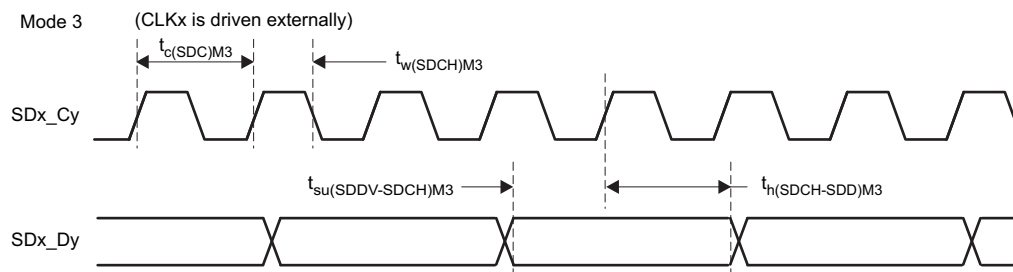 Mode 3 (CLKx is driven externally)
tc(SDC)M3
tw(SDCH)M3
SDx_Cy
tsu(SDDV-SDCH)M3
th(SDCH-SDD)M3
SDx_Dy